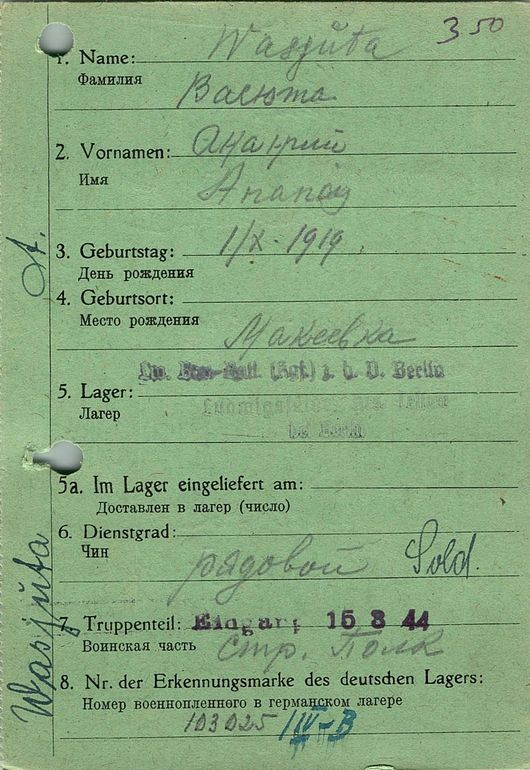 350
1. Name: Wasjuta
Фамилия Васюта
2. Vornamen:
Имя
3. Geburtstag: 1/X-1919
День рождения
4. Geburtsort:
Место рождения Макеевка
z. b. V. Berlin
5. Lager:
Лагер
Berlin
5a. Im Lager eingeliefert am:
Доставлен в лагер (число)
6. Dienstgrad:
Чин рядовой Sold.
7. Truppenteil: Eingang 15 8 44
Воинская часть стр. Полк
8. Nr. der Erkennungsmarke des deutschen Lagers:
Номер военнопленного в германском лагере
103025 IV-B
Wasjuta A.